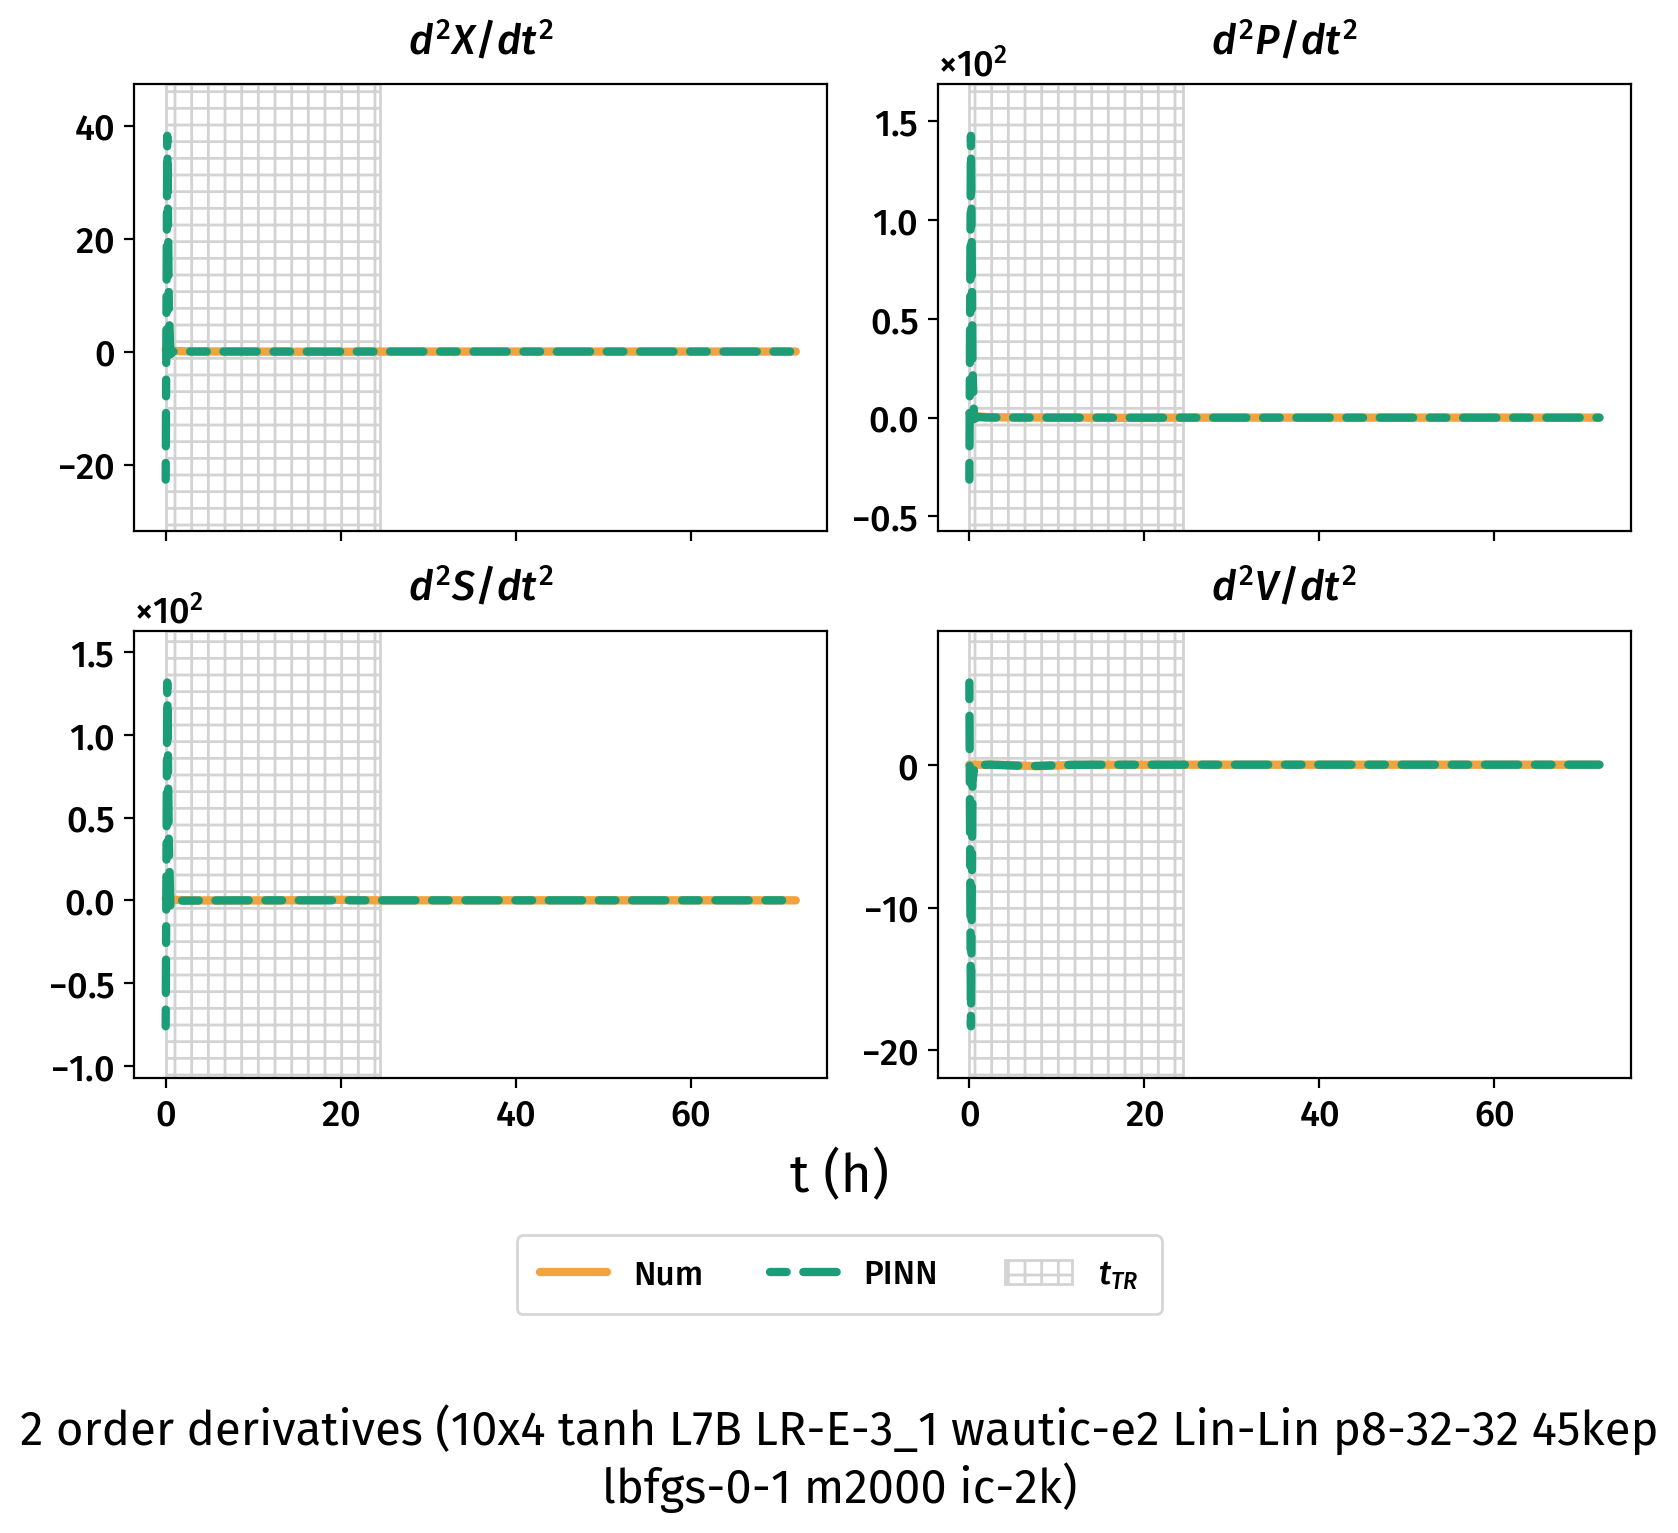 d²X/dt²
d²P/dt²
×10²
40
20
0
−20
1.5
1.0
0.5
0.0
−0.5
d²S/dt²
d²V/dt²
×10²
1.5
1.0
0.5
0.0
−0.5
−1.0
0
−10
−20
0 20 40 60
0 20 40 60
t (h)
Num PINN t_TR
2 order derivatives (10x4 tanh L7B LR-E-3_1 wautic-e2 Lin-Lin p8-32-32 45kep
lbfgs-0-1 m2000 ic-2k)